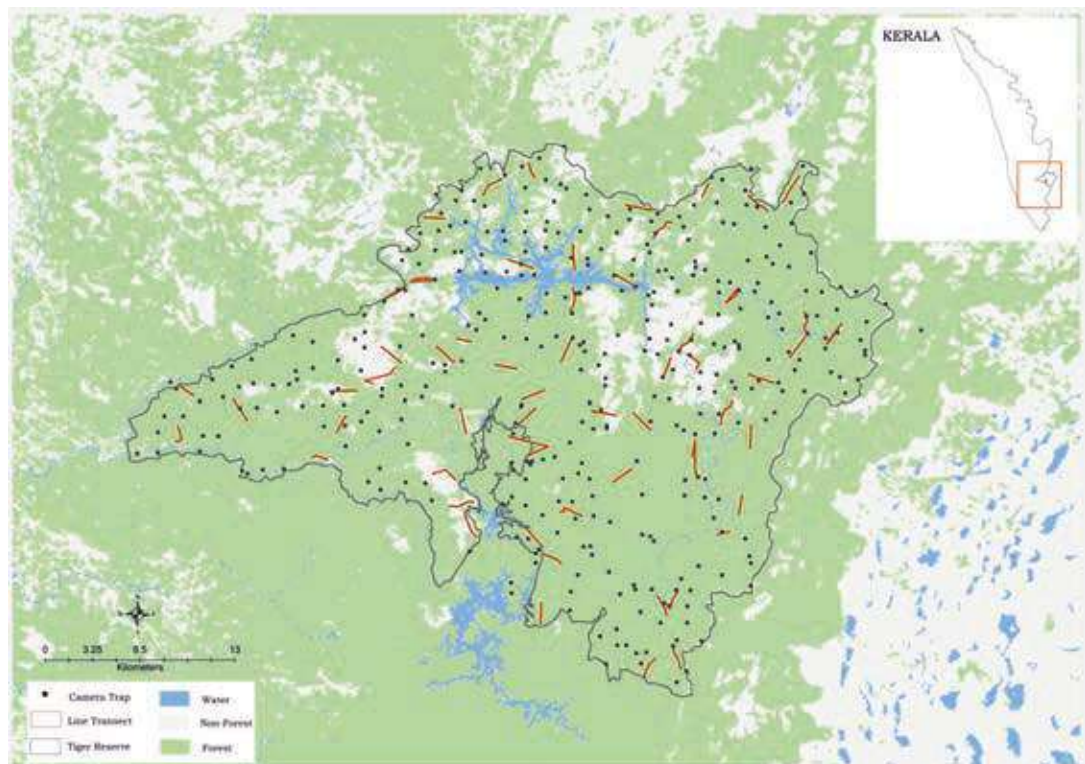 KERALA
0 3.25 6.5 13
Kilometers
Camera Trap
Line Transect
Tiger Reserve
Water
Non-Forest
Forest